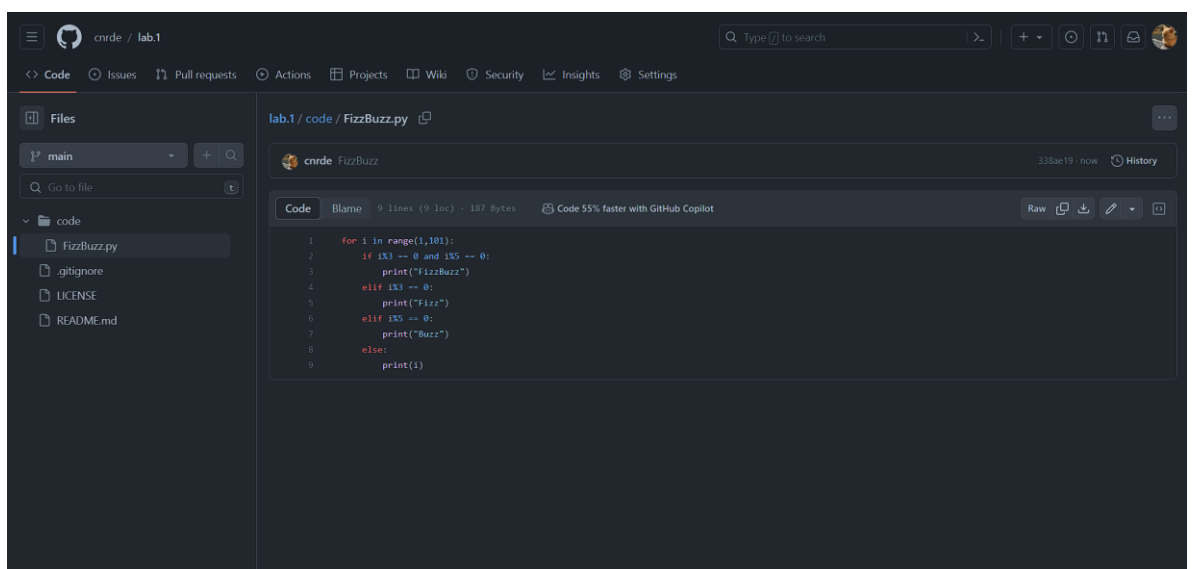 cnrde / lab.1
Type / to search
Code Issues Pull requests Actions Projects Wiki Security Insights Settings
Files
main
Go to file
t
code
FizzBuzz.py
.gitignore
LICENSE
README.md
lab.1 / code / FizzBuzz.py
cnrde FizzBuzz
338ae19 · now History
Code Blame 9 lines (9 loc) · 187 Bytes Code 55% faster with GitHub Copilot
Raw
1 for i in range(1,101):
2 if i%3 == 0 and i%5 == 0:
3 print("FizzBuzz")
4 elif i%3 == 0:
5 print("Fizz")
6 elif i%5 == 0:
7 print("Buzz")
8 else:
9 print(i)